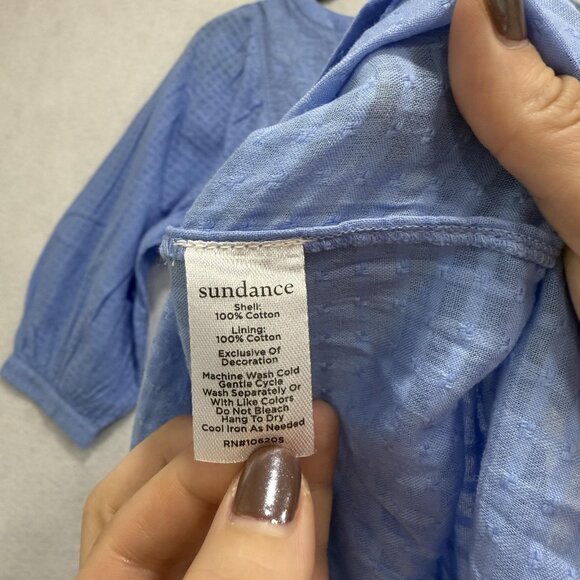 sundance
Shell:
100% Cotton
Lining:
100% Cotton
Exclusive Of
Decoration
Machine Wash Cold
Gentle Cycle
Wash Separately Or
With Like Colors
Do Not Bleach
Hang To Dry
Cool Iron As Needed
RN#106205